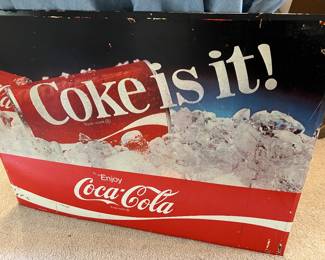 Coke is it!
Enjoy
Coca-Cola